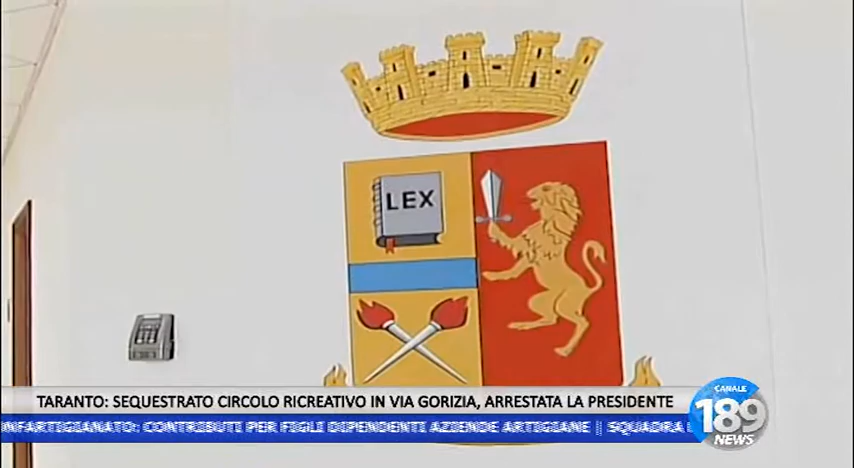 LEX
TARANTO: SEQUESTRATO CIRCOLO RICREATIVO IN VIA GORIZIA, ARRESTATA LA PRESIDENTE
CANALE
189
NEWS
NFARTIGIANATO: CONTRIBUTI PER FIGLI DIPENDENTI AZIENDE ARTIGIANE || SQUADRA